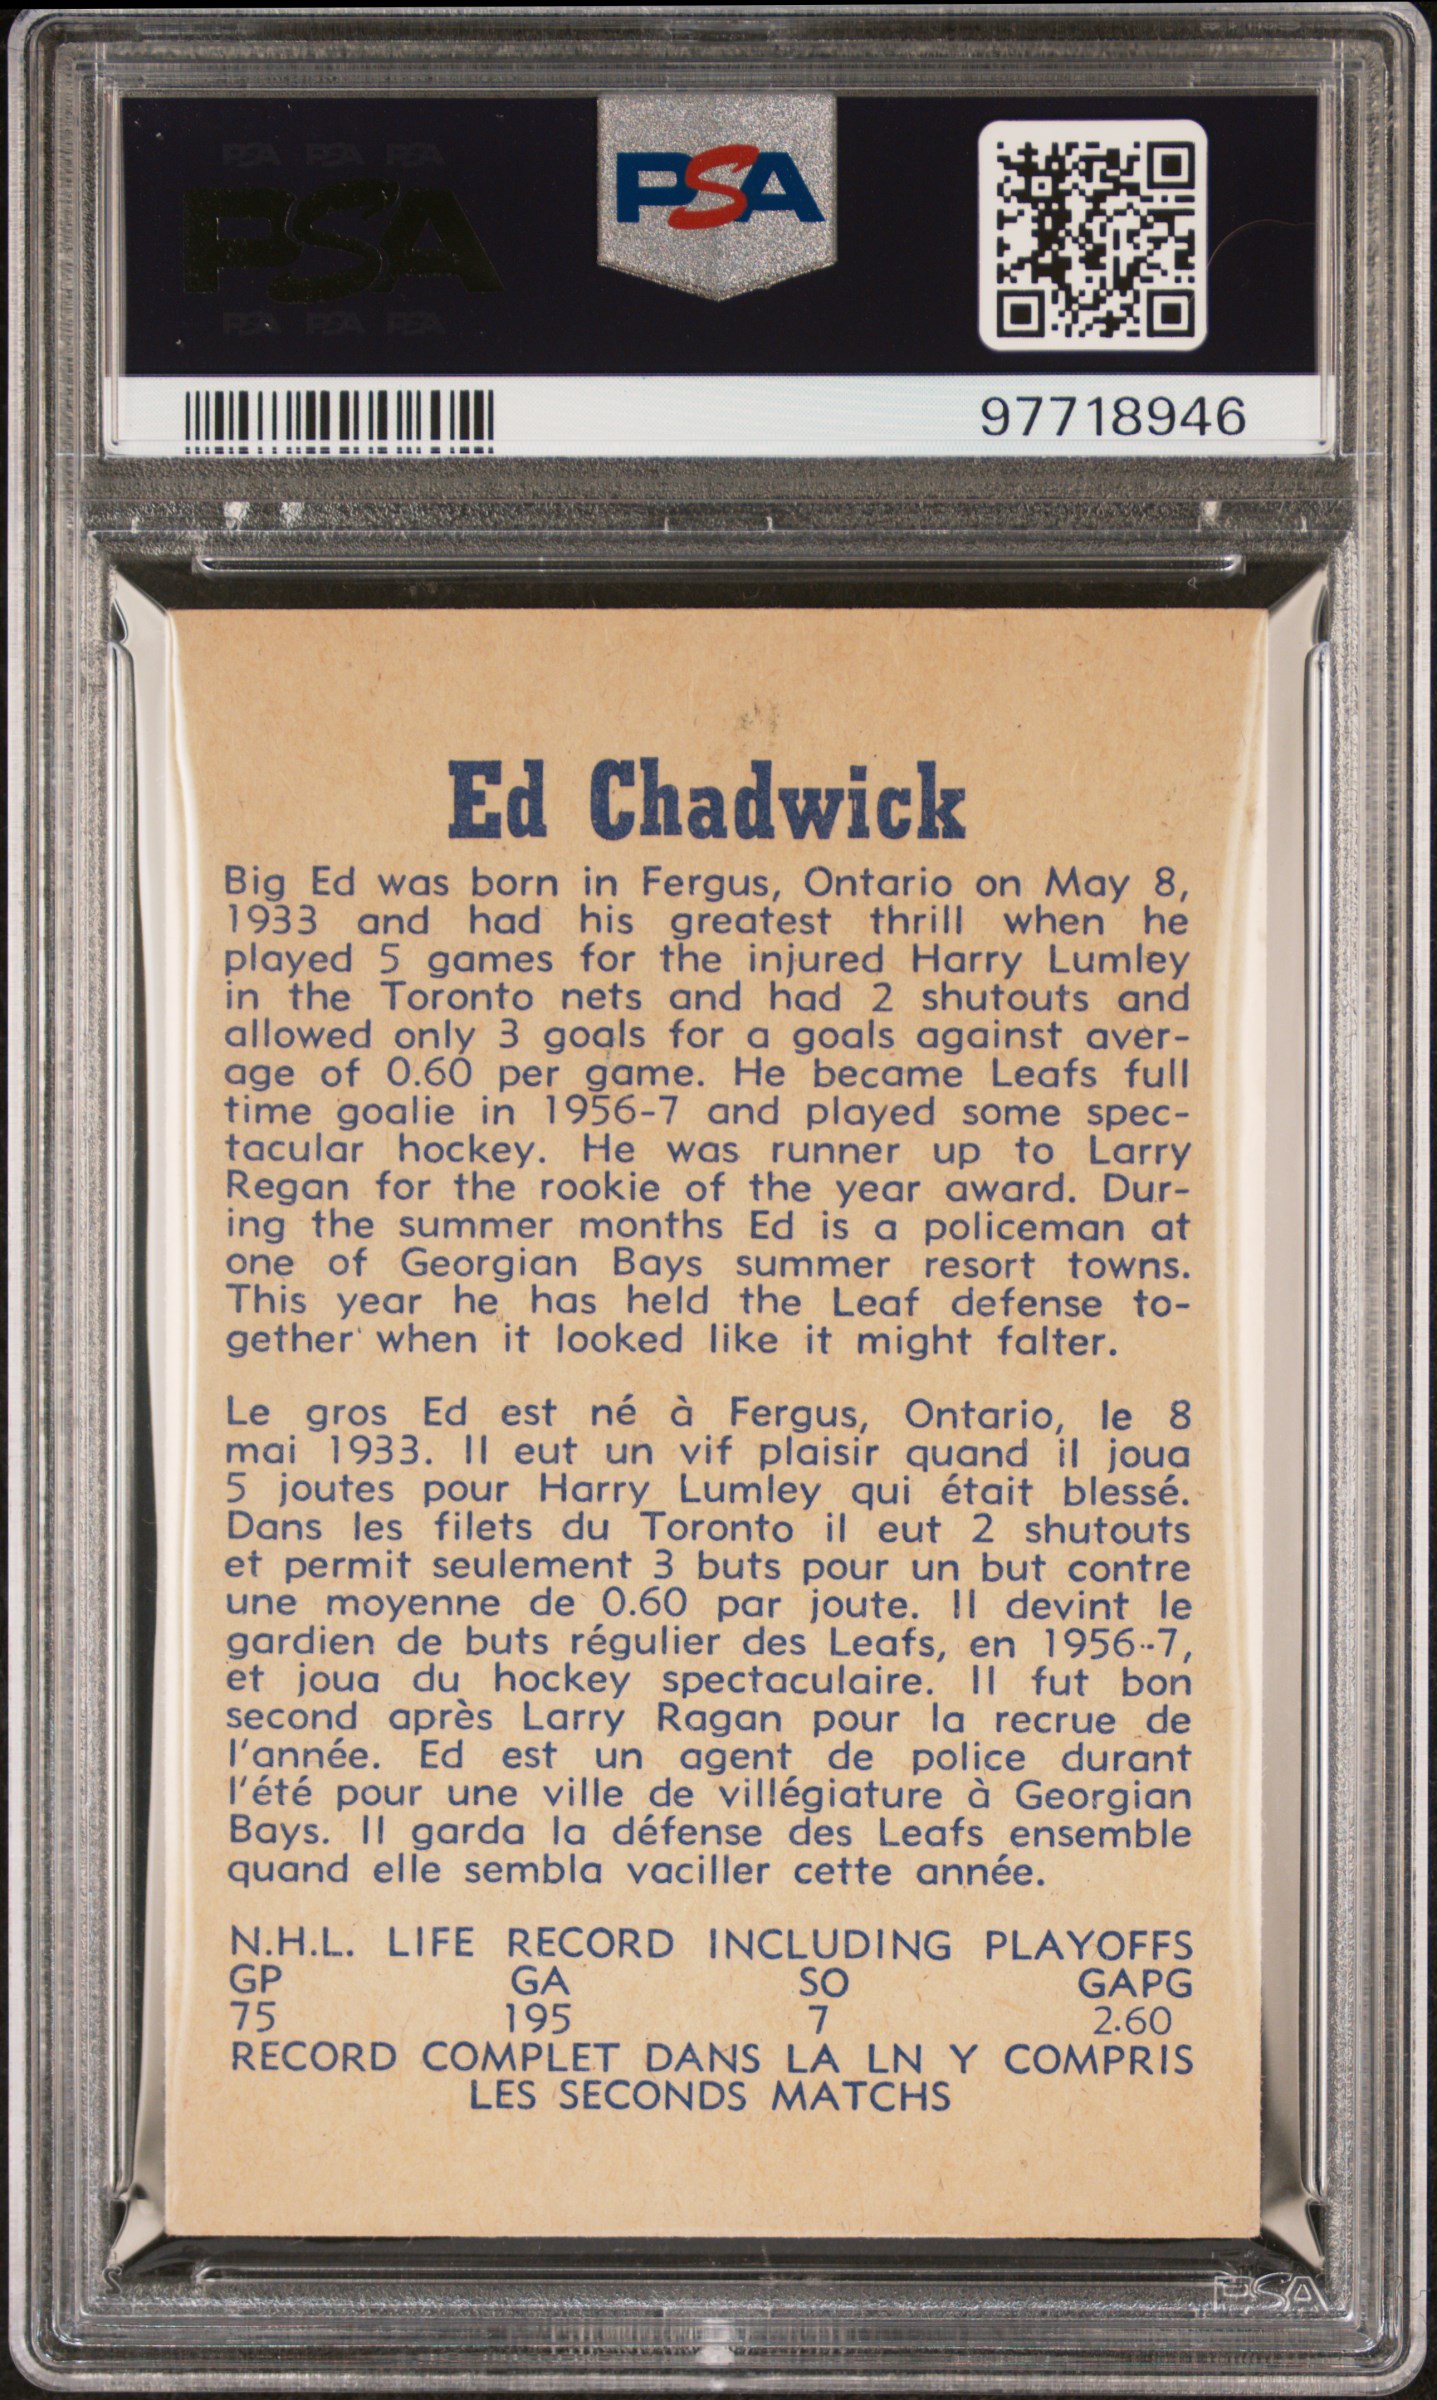 PSA PSA PSA
PSA
PSA PSA PSA
PSA
97718946
Ed Chadwick
Big Ed was born in Fergus, Ontario on May 8,
1933 and had his greatest thrill when he
played 5 games for the injured Harry Lumley
in the Toronto nets and had 2 shutouts and
allowed only 3 goals for a goals against aver-
age of 0.60 per game. He became Leafs full
time goalie in 1956-7 and played some spec-
tacular hockey. He was runner up to Larry
Regan for the rookie of the year award. Dur-
ing the summer months Ed is a policeman at
one of Georgian Bays summer resort towns.
This year he has held the Leaf defense to-
gether when it looked like it might falter.
Le gros Ed est né à Fergus, Ontario, le 8
mai 1933. Il eut un vif plaisir quand il joua
5 joutes pour Harry Lumley qui était blessé.
Dans les filets du Toronto il eut 2 shutouts
et permit seulement 3 buts pour un but contre
une moyenne de 0.60 par joute. Il devint le
gardien de buts régulier des Leafs, en 1956-7,
et joua du hockey spectaculaire. Il fut bon
second après Larry Ragan pour la recrue de
l'année. Ed est un agent de police durant
l'été pour une ville de villégiature à Georgian
Bays. Il garda la défense des Leafs ensemble
quand elle sembla vaciller cette année.
N.H.L. LIFE RECORD INCLUDING PLAYOFFS
GP GA SO GAPG
75 195 7 2.60
RECORD COMPLET DANS LA LN Y COMPRIS
LES SECONDS MATCHS
PSA